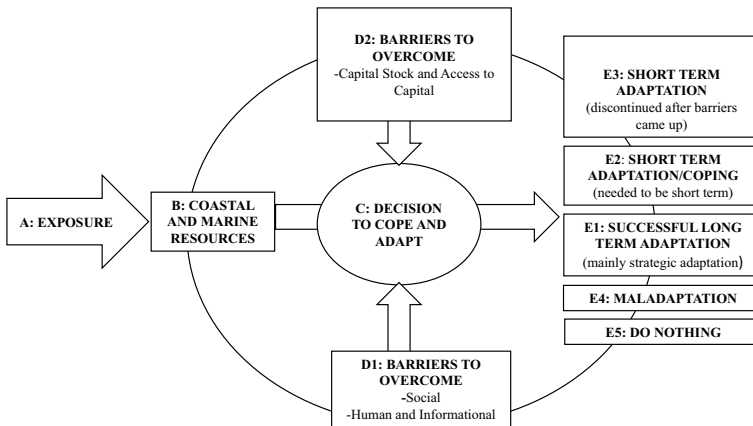 D2: BARRIERS TO
OVERCOME
-Capital Stock and Access to
Capital
E3: SHORT TERM
ADAPTATION
(discontinued after barriers
came up)
E2: SHORT TERM
ADAPTATION/COPING
(needed to be short term)
A: EXPOSURE
B: COASTAL
AND MARINE
RESOURCES
C: DECISION
TO COPE AND
ADAPT
E1: SUCCESSFUL LONG
TERM ADAPTATION
(mainly strategic adaptation)
E4: MALADAPTATION
E5: DO NOTHING
D1: BARRIERS TO
OVERCOME
-Social
-Human and Informational